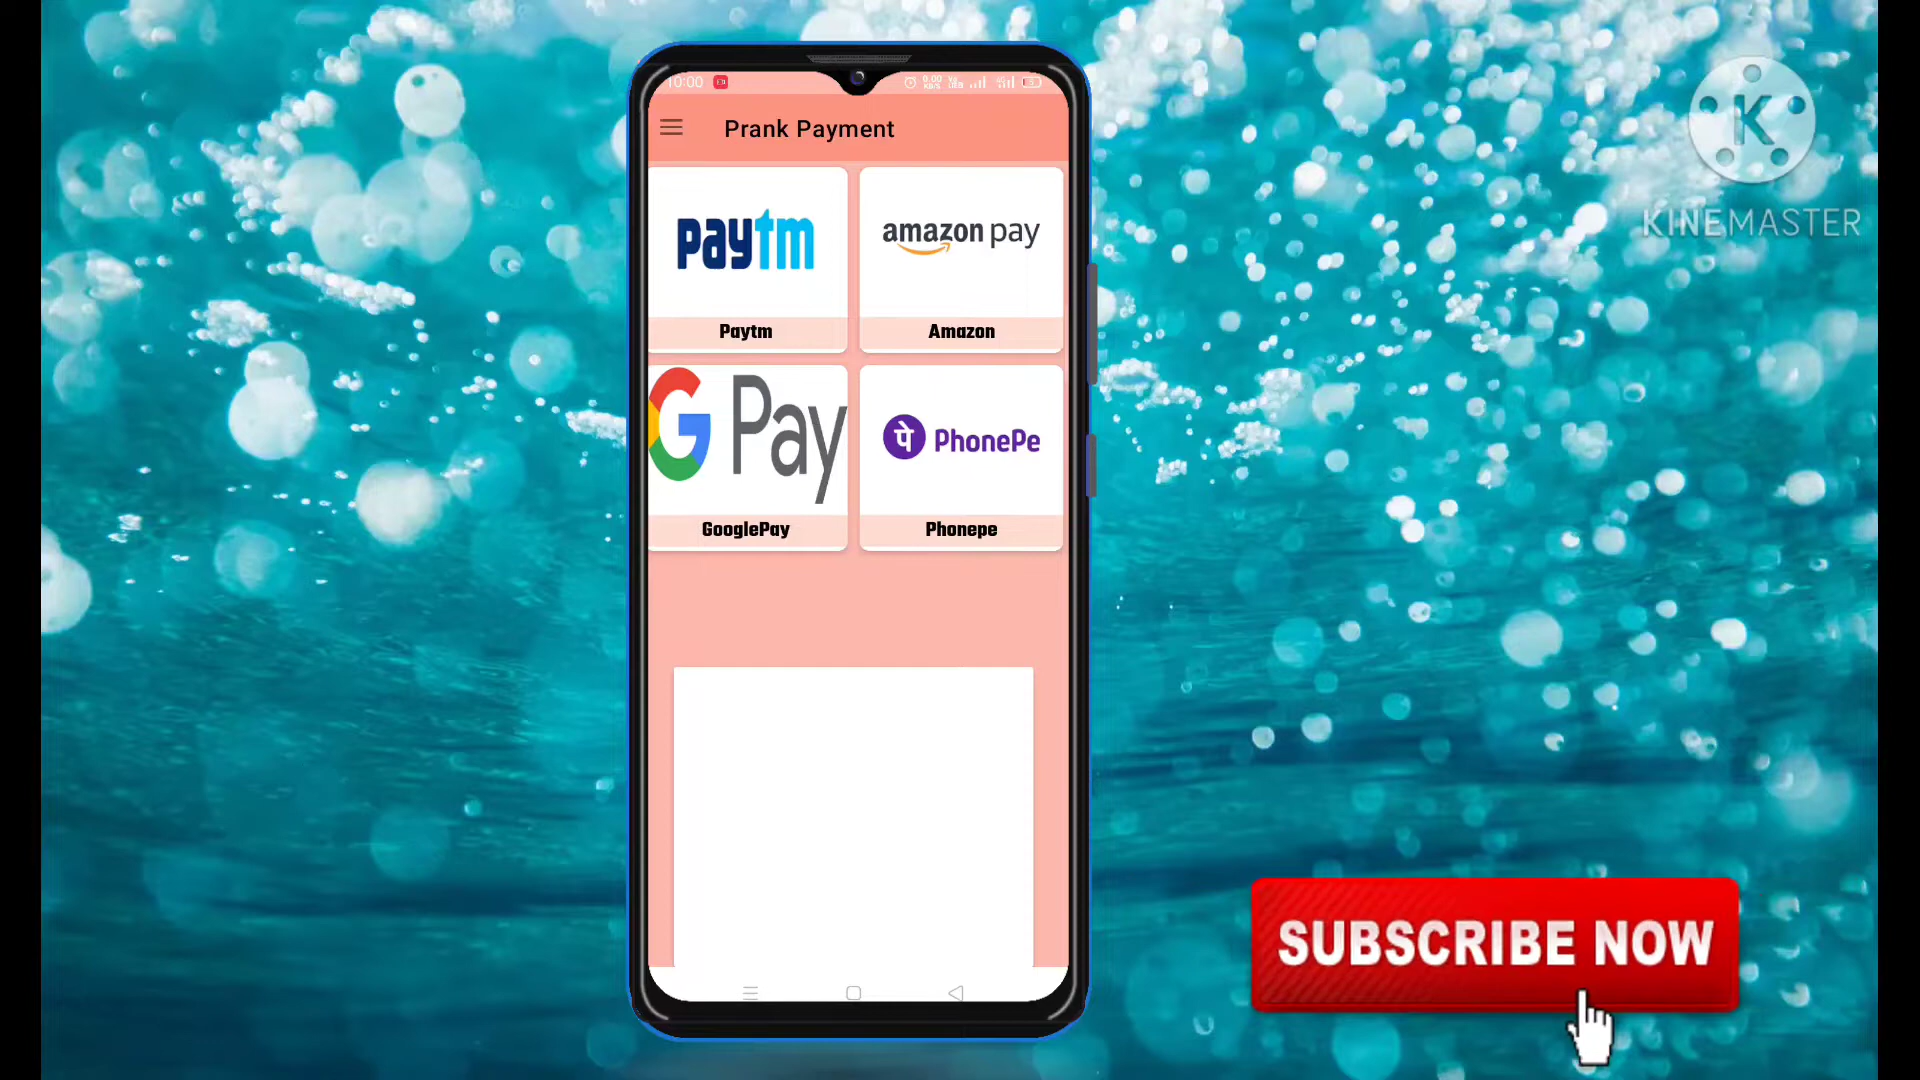 10:00
Prank Payment
paytm
amazon pay
Paytm
Amazon
G Pay
पे PhonePe
GooglePay
Phonepe
K
KINEMASTER
SUBSCRIBE NOW